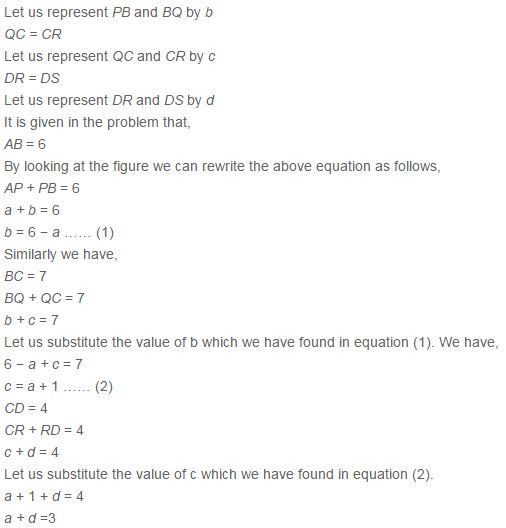 Let us represent PB and BQ by b
QC = CR
Let us represent QC and CR by c
DR = DS
Let us represent DR and DS by d
It is given in the problem that,
AB = 6
By looking at the figure we can rewrite the above equation as follows,
AP + PB = 6
a + b = 6
b = 6 − a …… (1)
Similarly we have,
BC = 7
BQ + QC = 7
b + c = 7
Let us substitute the value of b which we have found in equation (1). We have,
6 − a + c = 7
c = a + 1 …… (2)
CD = 4
CR + RD = 4
c + d = 4
Let us substitute the value of c which we have found in equation (2).
a + 1 + d = 4
a + d =3